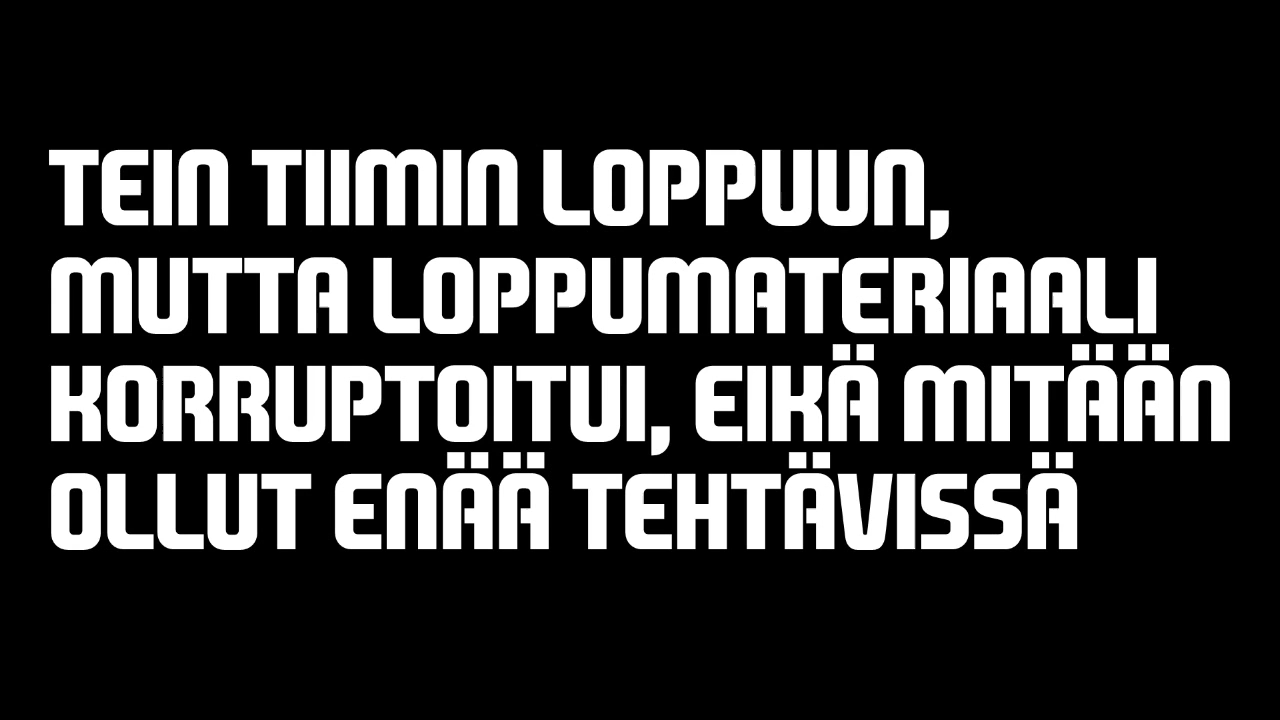 TEIN TIIMIN LOPPUUN,
MUTTA LOPPUMATERIAALI
KORRUPTOITUI, EIKÄ MITÄÄN
OLLUT ENÄÄ TEHTÄVISSÄ